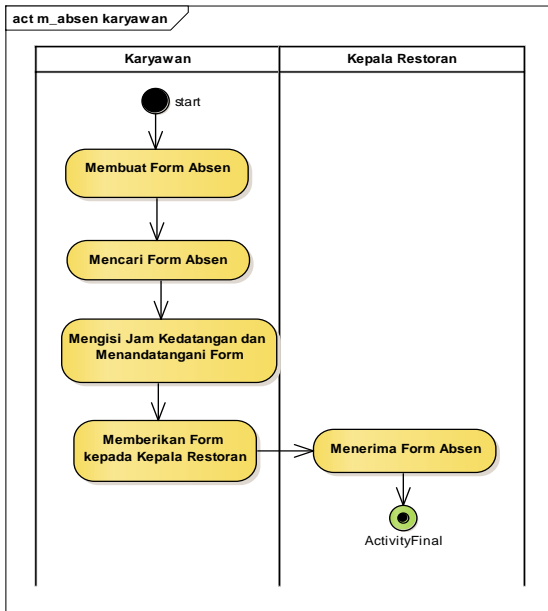 act m_absen karyawan
Karyawan
Kepala Restoran
start
Membuat Form Absen
Mencari Form Absen
Mengisi Jam Kedatangan dan
Menandatangani Form
Memberikan Form
kepada Kepala Restoran
Menerima Form Absen
ActivityFinal